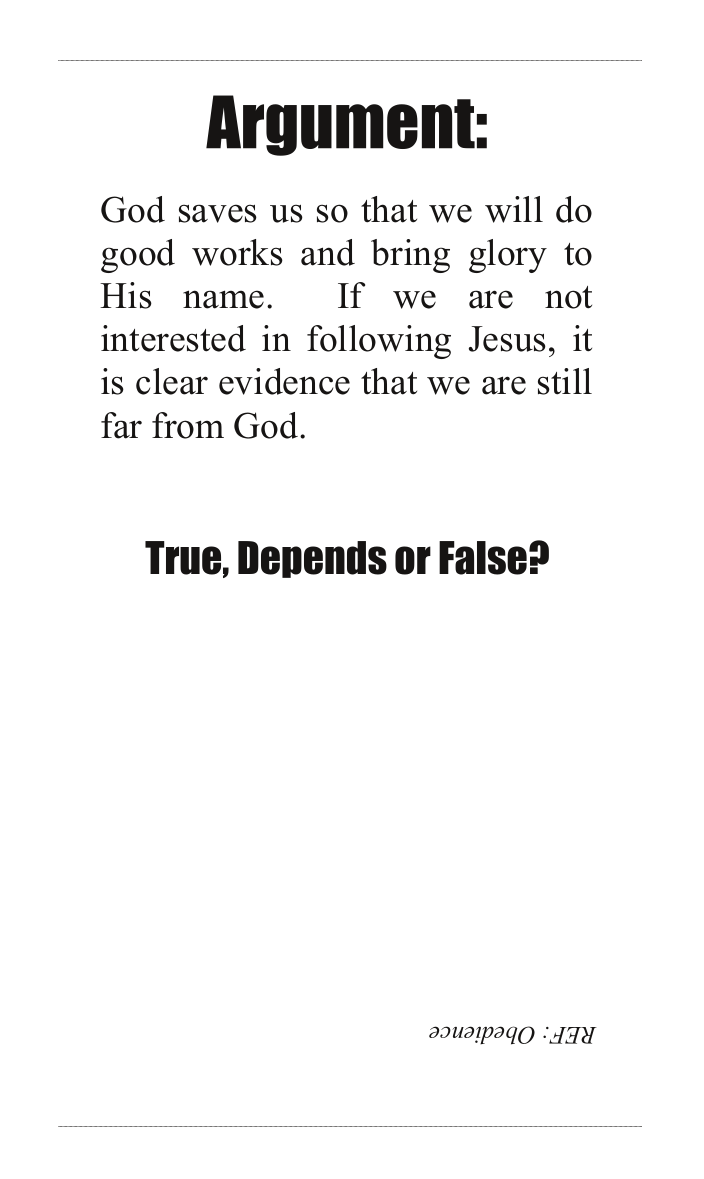 Argument:
God saves us so that we will do
good works and bring glory to
His name. If we are not
interested in following Jesus, it
is clear evidence that we are still
far from God.
True, Depends or False?
REF: Obedience